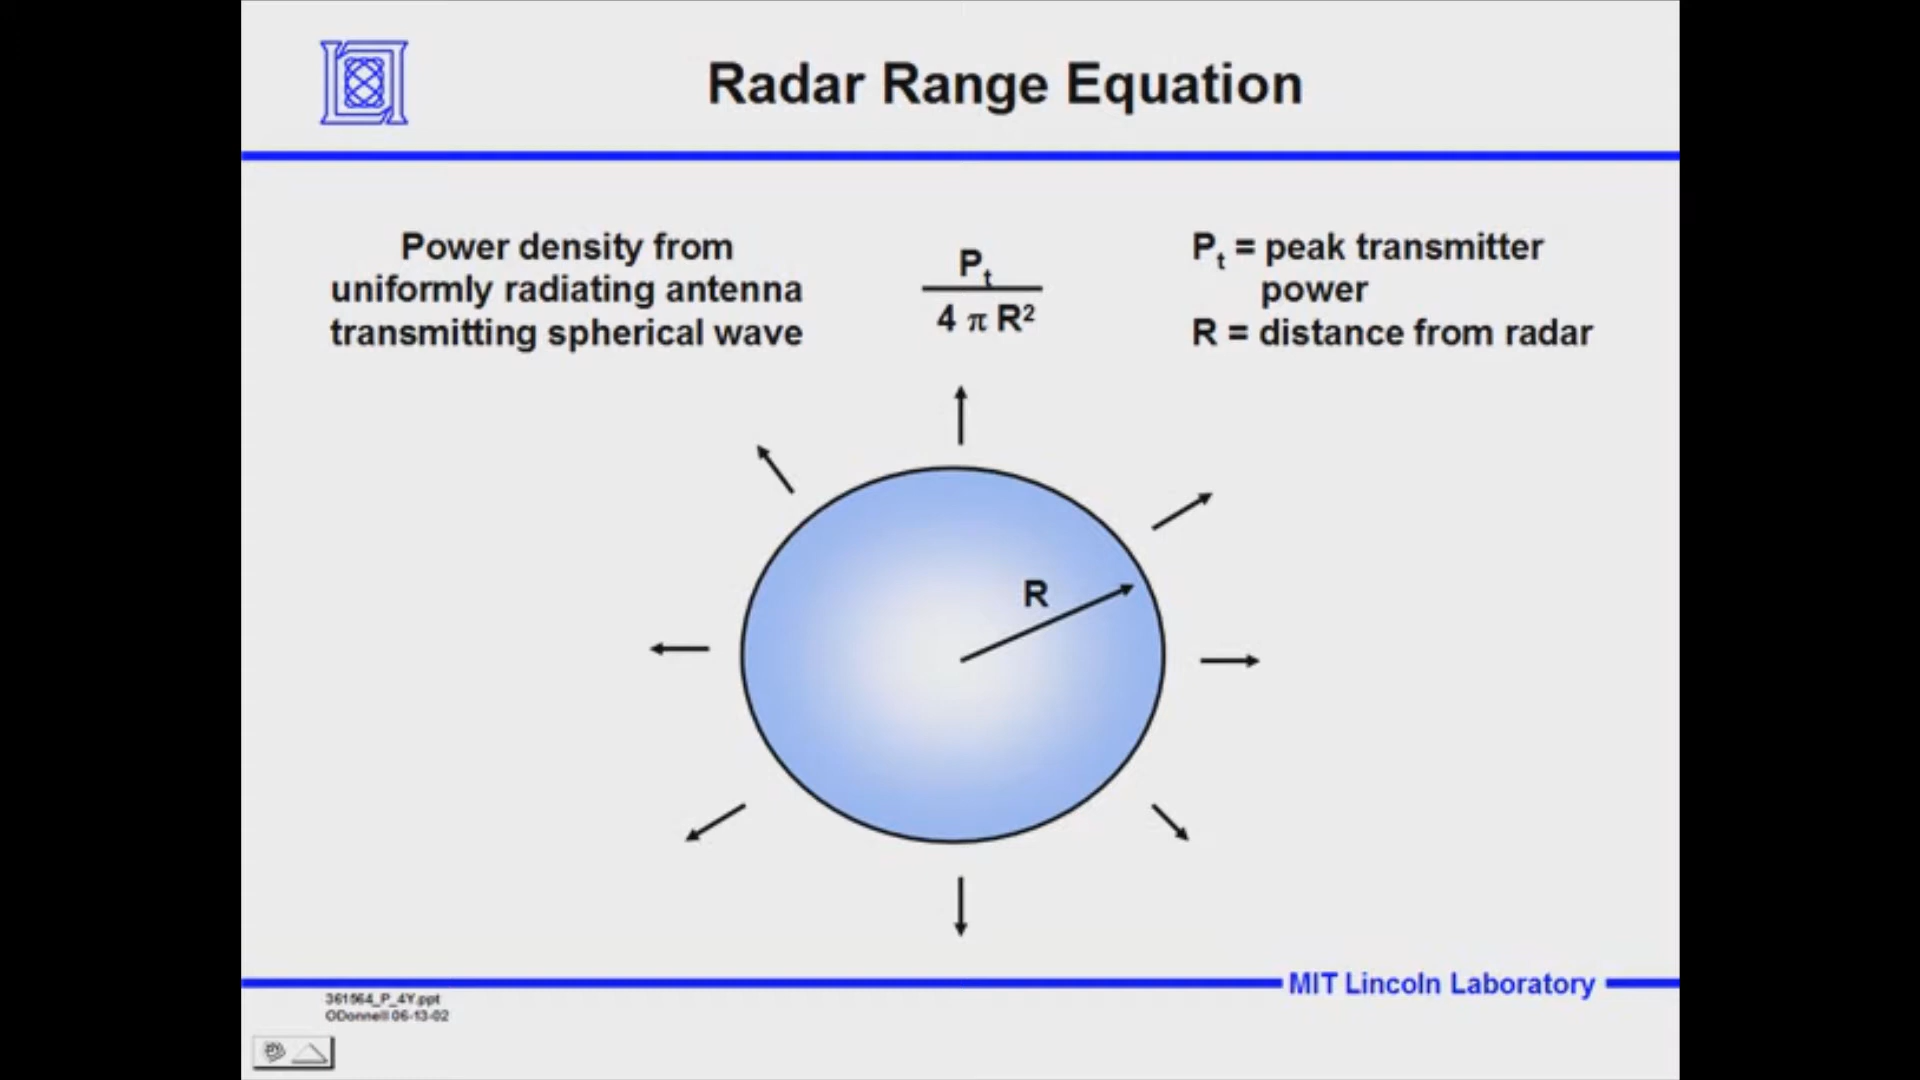 Radar Range Equation
Power density from
uniformly radiating antenna
transmitting spherical wave
Pt
4 π R²
Pt = peak transmitter
power
R = distance from radar
R
MIT Lincoln Laboratory
361564_P_4Y.ppt
ODonnell 06-13-02